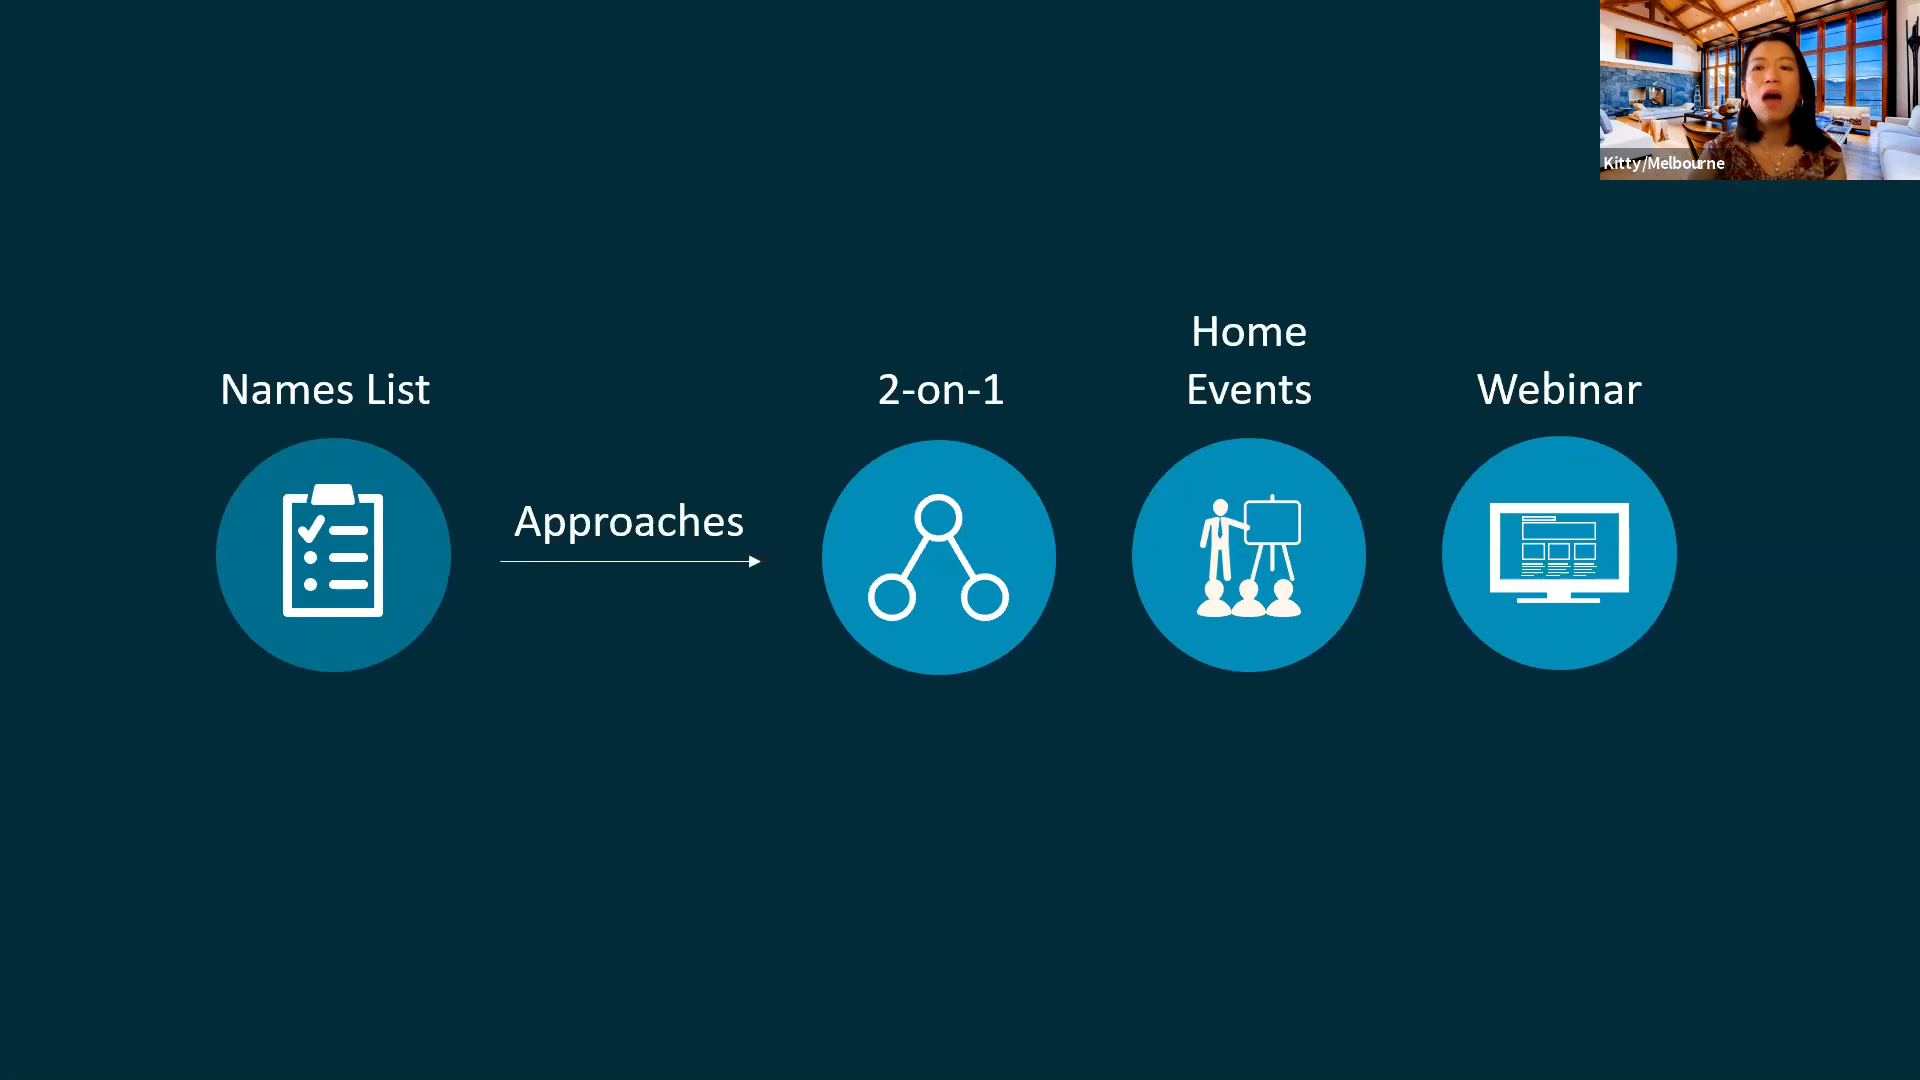 Kitty/Melbourne
Names List
Approaches
2-on-1
Home
Events
Webinar